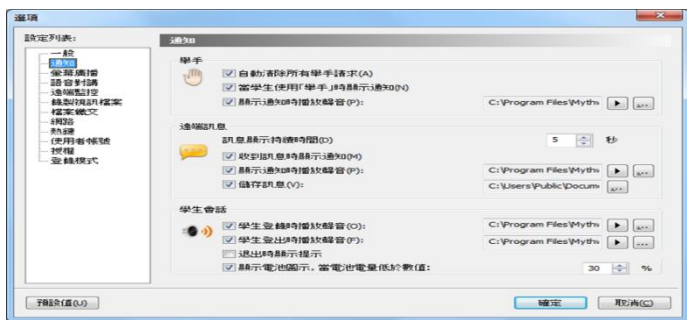 選項
設定列表:
一般
通知
螢幕廣播
語音對講
遠端監控
錄製視訊檔案
檔案繳交
網路
熱鍵
使用者帳號
授權
登錄模式
通知
舉手
自動清除所有舉手請求(A)
當學生使用「舉手」時顯示通知(N)
顯示通知時播放聲音(P): C:\Program Files\Myth
遠端訊息
訊息顯示持續時間(D) 5 秒
收到訊息時顯示通知(M)
顯示通知時播放聲音(P): C:\Program Files\Myth
儲存訊息(V): C:\Users\Public\Docum
學生會話
學生登錄時播放聲音(O): C:\Program Files\Myth
學生登出時播放聲音(F): C:\Program Files\Myth
退出時顯示提示
顯示電池圖示，當電池電量低於數值: 30 %
預設值(U) 確定 取消(C)